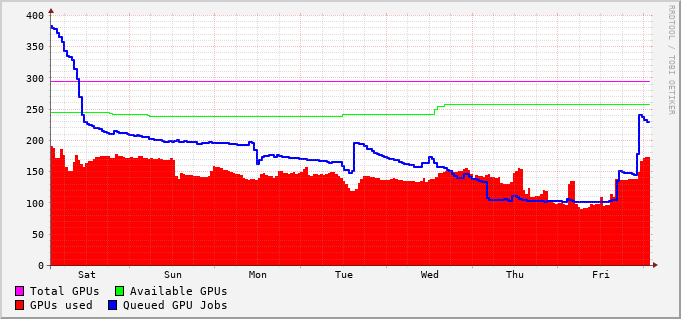 400
350
300
250
200
150
100
50
0
Sat Sun Mon Tue Wed Thu Fri
Total GPUs Available GPUs
GPUs used Queued GPU Jobs
RRDTOOL / TOBI OETIKER